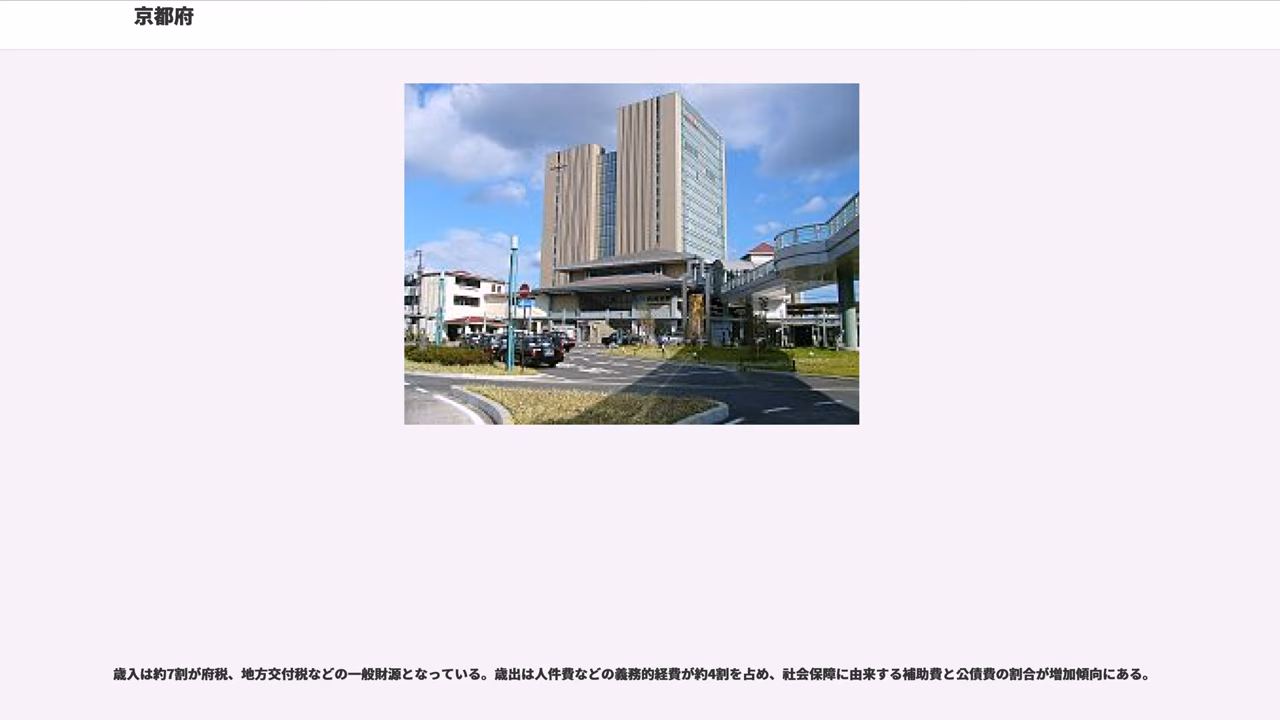 京都府
歳入は約7割が府税、地方交付税などの一般財源となっている。歳出は人件費などの義務的経費が約4割を占め、社会保障に由来する補助費と公債費の割合が増加傾向にある。